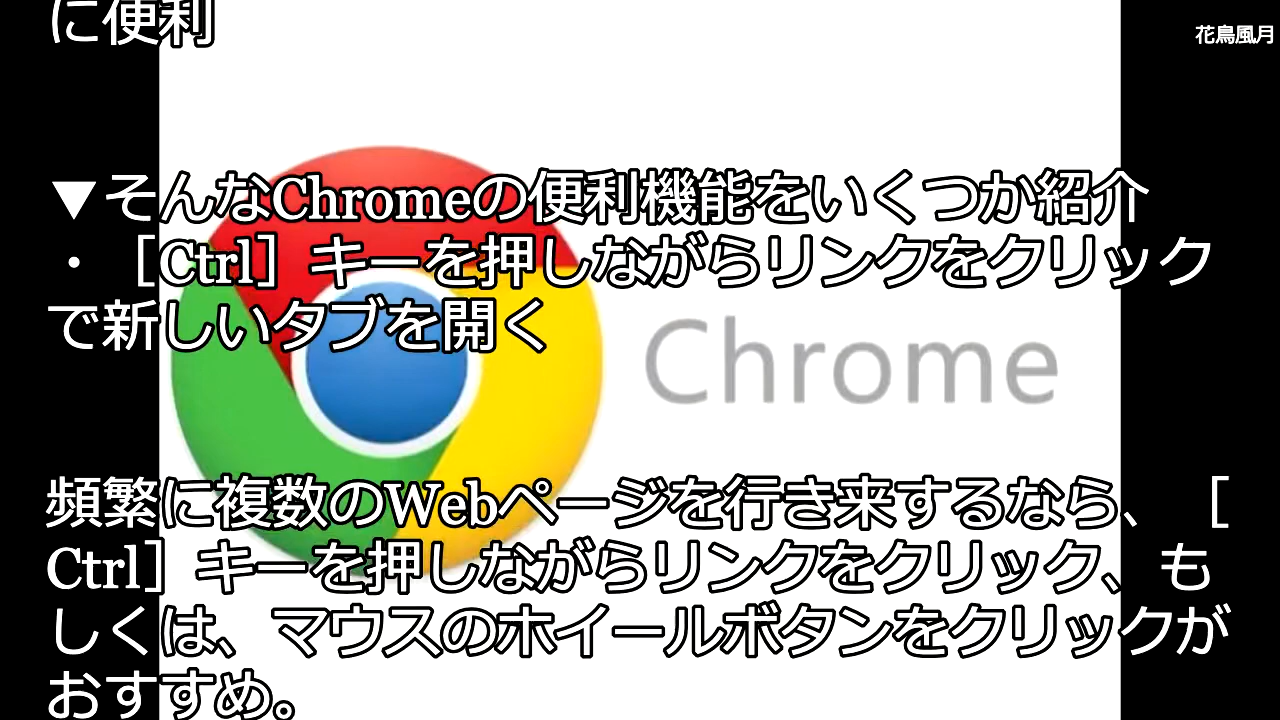 に便利
花鳥風月
▼そんなChromeの便利機能をいくつか紹介
・［Ctrl］キーを押しながらリンクをクリック
で新しいタブを開く
Chrome
頻繁に複数のWebページを行き来するなら、［
Ctrl］キーを押しながらリンクをクリック、も
しくは、マウスのホイールボタンをクリックが
おすすめ。